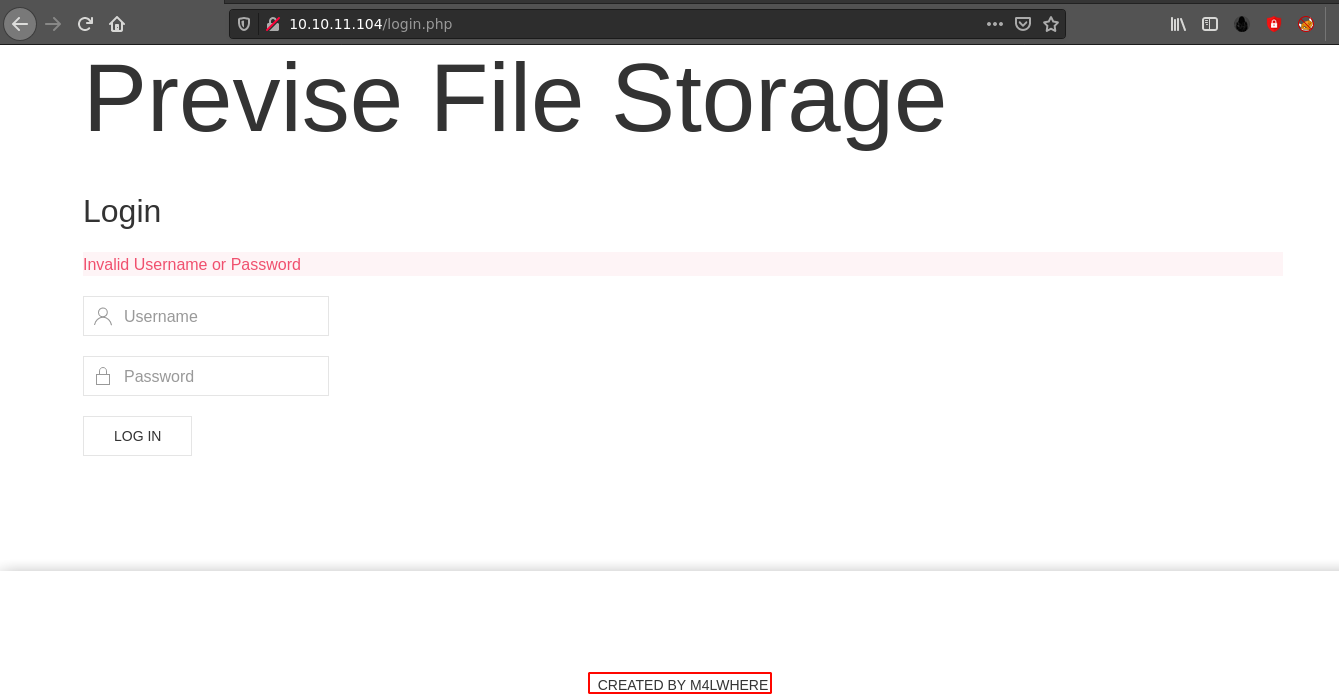 10.10.11.104/login.php
Previse File Storage
Login
Invalid Username or Password
Username
Password
LOG IN
CREATED BY M4LWHERE